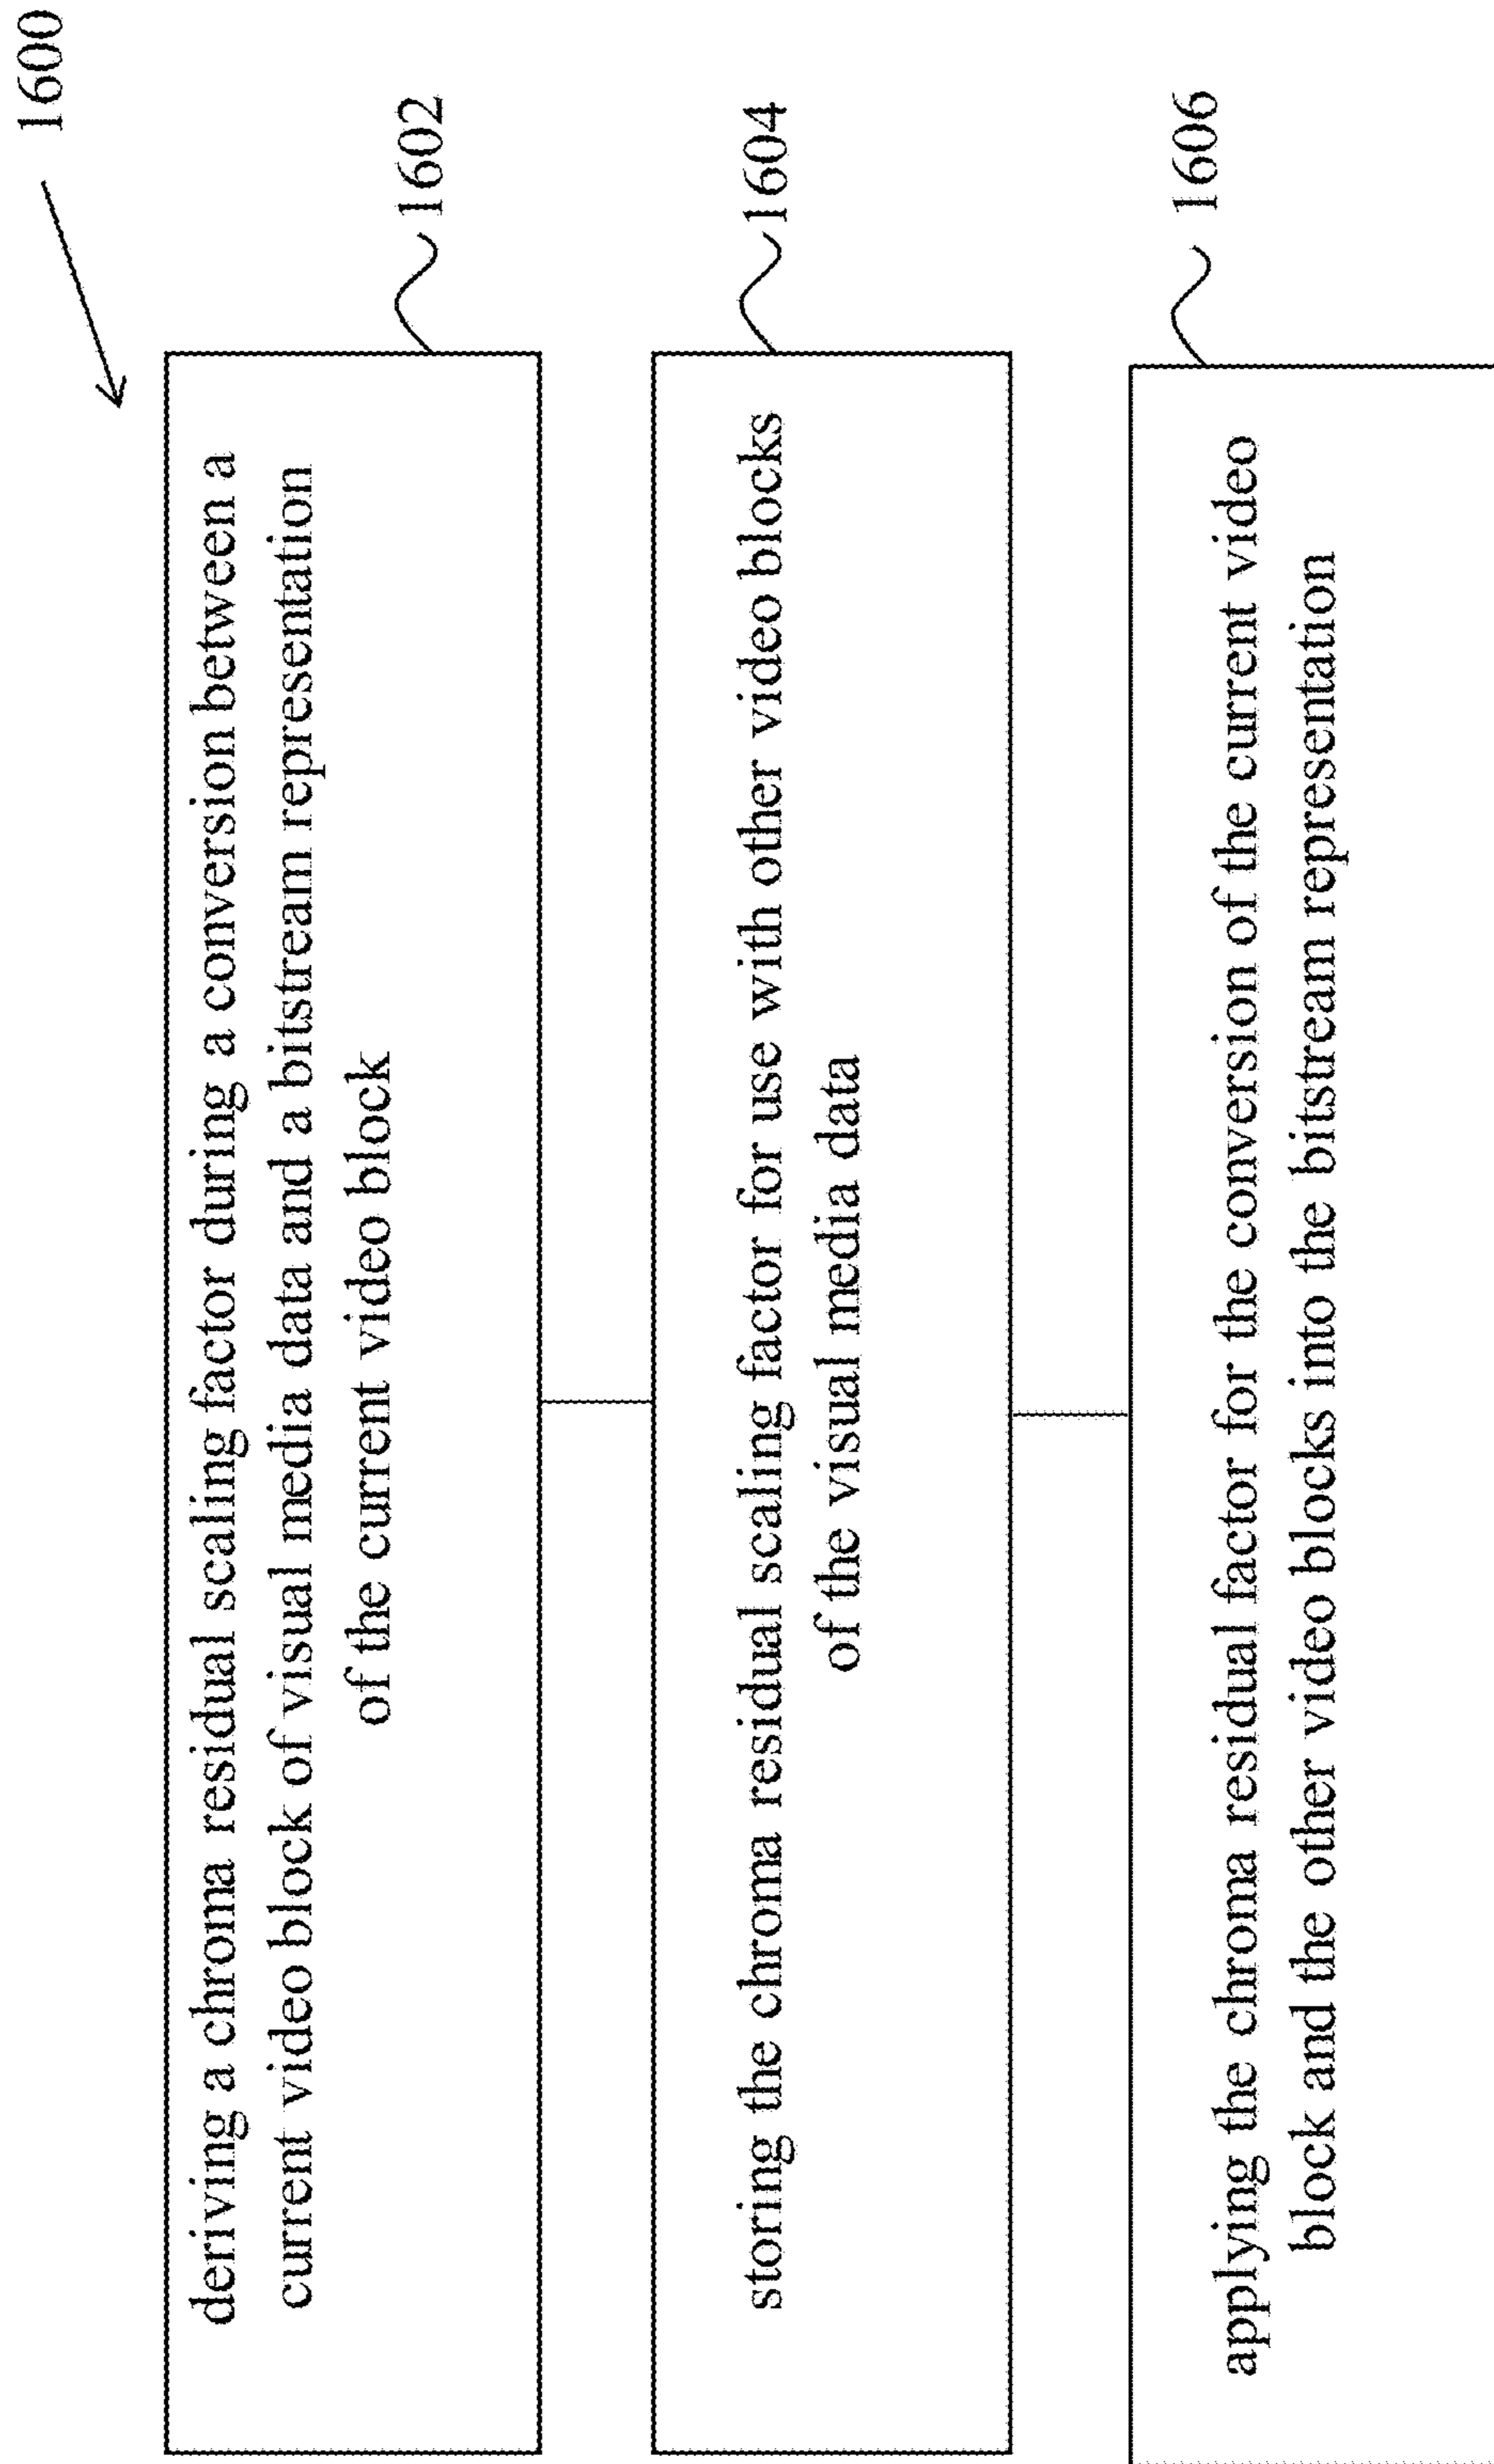 1600
deriving a chroma residual scaling factor during a conversion between a
current video block of visual media data and a bitstream representation
of the current video block
1602
storing the chroma residual scaling factor for use with other video blocks
of the visual media data
1604
applying the chroma residual factor for the conversion of the current video
block and the other video blocks into the bitstream representation
1606